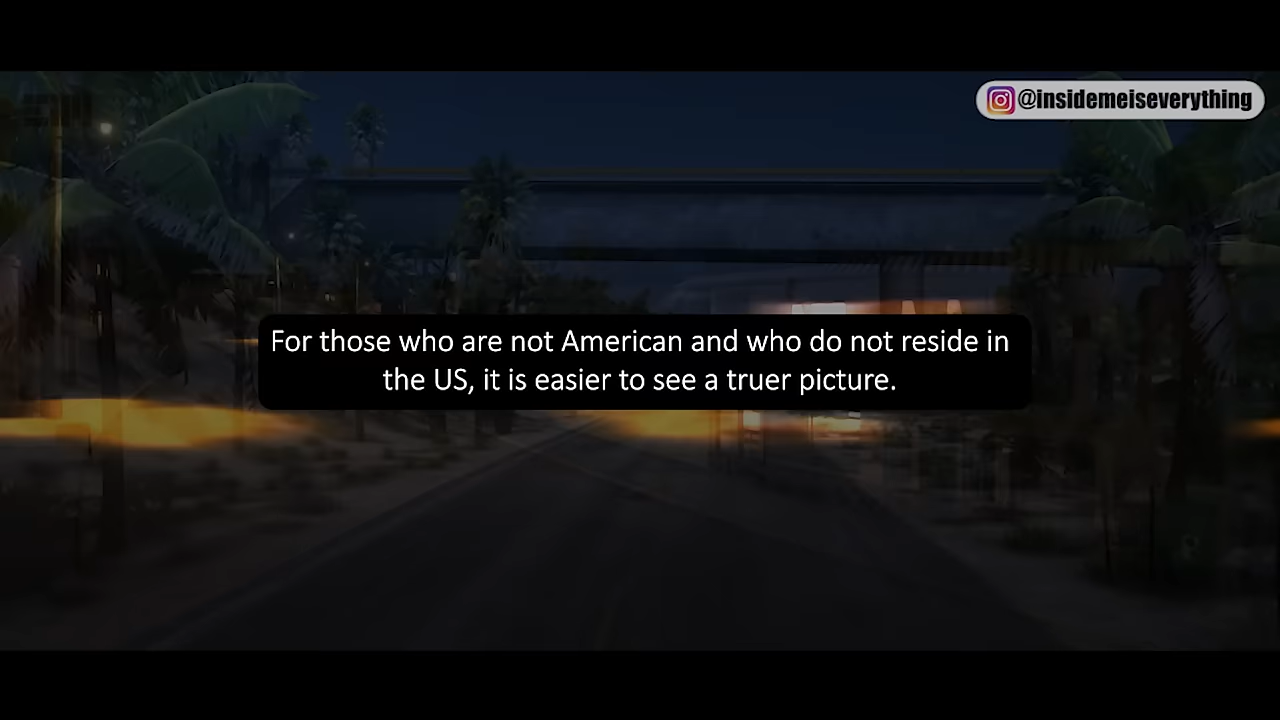 @insidemeiseverything
For those who are not American and who do not reside in
the US, it is easier to see a truer picture.